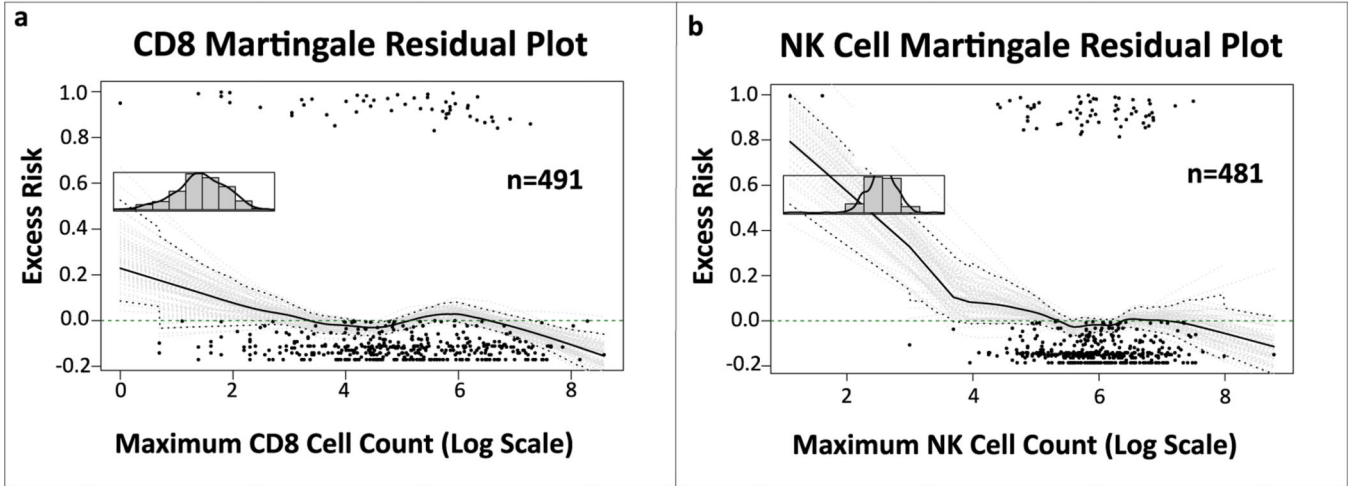 a
CD8 Martingale Residual Plot
Excess Risk
1.0
0.8
0.6
0.4
0.2
0.0
-0.2
n=491
0 2 4 6 8
Maximum CD8 Cell Count (Log Scale)
b
NK Cell Martingale Residual Plot
Excess Risk
1.0
0.8
0.6
0.4
0.2
0.0
-0.2
n=481
2 4 6 8
Maximum NK Cell Count (Log Scale)